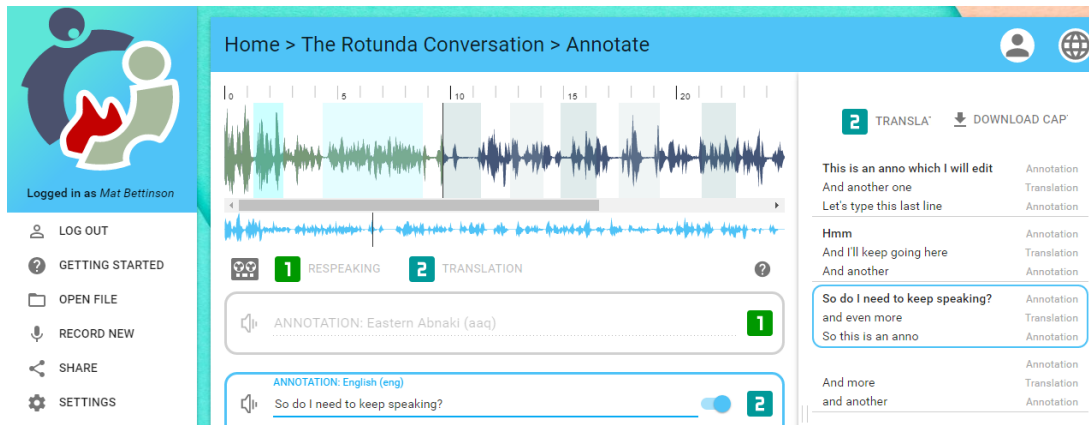 Home > The Rotunda Conversation > Annotate
0 5 10 15 20
Logged in as Mat Bettinson
LOG OUT
GETTING STARTED
OPEN FILE
RECORD NEW
SHARE
SETTINGS
1 RESPEAKING 2 TRANSLATION ?
ANNOTATION: Eastern Abnaki (aaq) 1
ANNOTATION: English (eng)
So do I need to keep speaking? 2
2 TRANSLA DOWNLOAD CAP
This is an anno which I will edit Annotation
And another one Translation
Let's type this last line Annotation
Hmm Annotation
And I'll keep going here Translation
And another Annotation
So do I need to keep speaking? Annotation
and even more Translation
So this is an anno Annotation
Annotation
And more Translation
and another Annotation